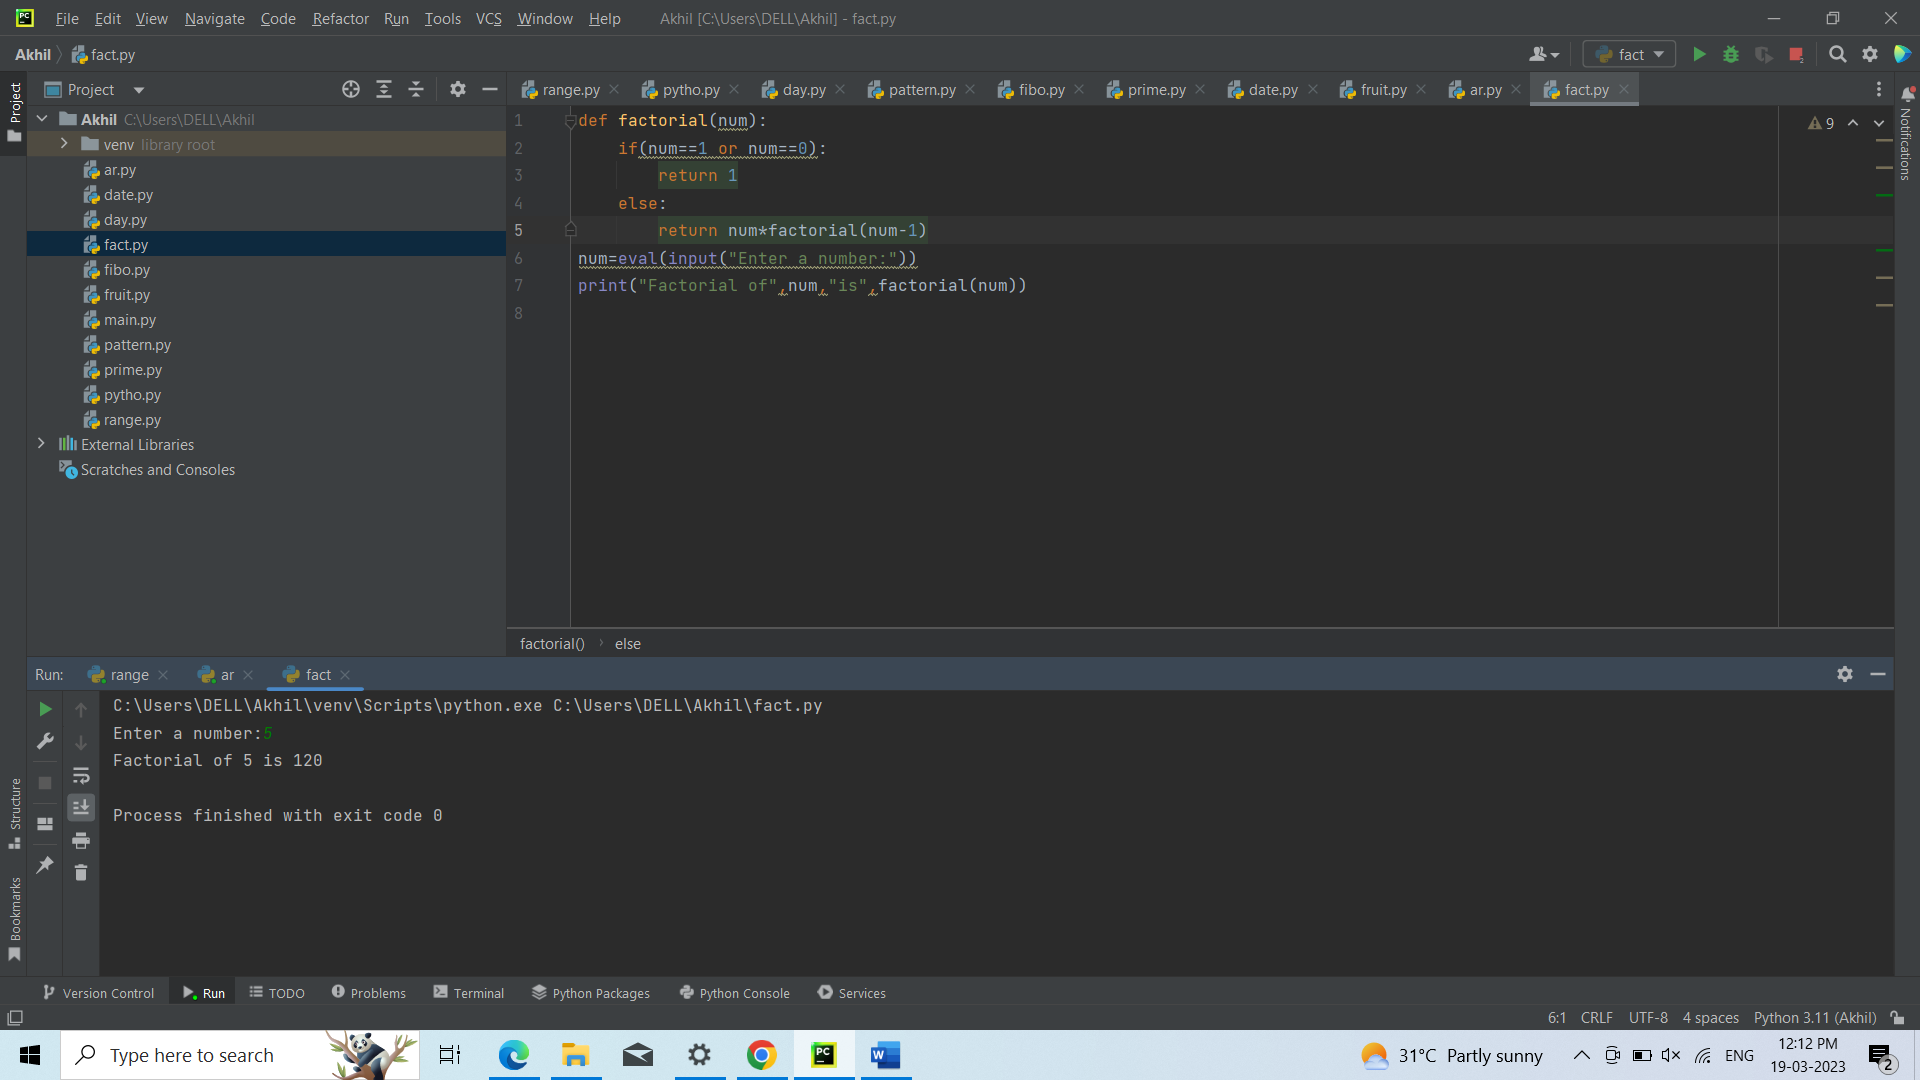 PC File Edit View Navigate Code Refactor Run Tools VCS Window Help Akhil [C:\Users\DELL\Akhil] - fact.py
Akhil fact.py fact
Project
Project
range.py pytho.py day.py pattern.py fibo.py prime.py date.py fruit.py ar.py fact.py
Notifications
Akhil C:\Users\DELL\Akhil
venv library root
ar.py
date.py
day.py
fact.py
fibo.py
fruit.py
main.py
pattern.py
prime.py
pytho.py
range.py
External Libraries
Scratches and Consoles
9
1 def factorial(num):
2 if(num==1 or num==0):
3 return 1
4 else:
5 return num*factorial(num-1)
6 num=eval(input("Enter a number:"))
7 print("Factorial of",num,"is",factorial(num))
8
factorial() else
Run: range ar fact
C:\Users\DELL\Akhil\venv\Scripts\python.exe C:\Users\DELL\Akhil\fact.py
Enter a number:5
Factorial of 5 is 120
Process finished with exit code 0
Structure
Bookmarks
Version Control Run TODO Problems Terminal Python Packages Python Console Services
6:1 CRLF UTF-8 4 spaces Python 3.11 (Akhil)
Type here to search
PC
W
31°C Partly sunny
ENG
12:12 PM
19-03-2023
2